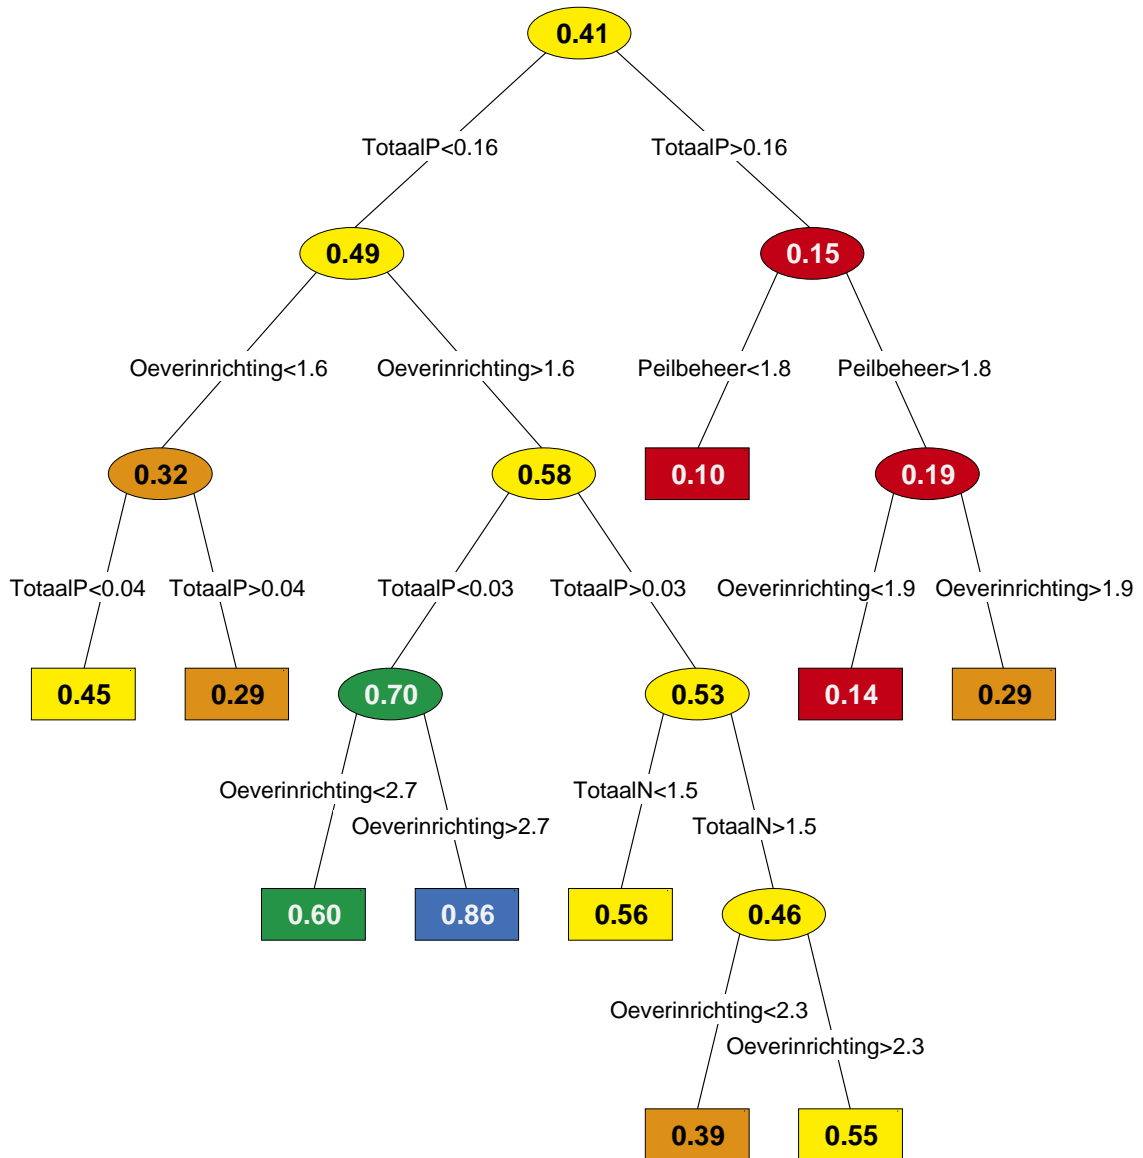 0.41
TotaalP<0.16 TotaalP>0.16
0.49 0.15
Oeverinrichting<1.6 Oeverinrichting>1.6 Peilbeheer<1.8 Peilbeheer>1.8
0.32 0.58 0.10 0.19
TotaalP<0.04 TotaalP>0.04 TotaalP<0.03 TotaalP>0.03 Oeverinrichting<1.9 Oeverinrichting>1.9
0.45 0.29 0.70 0.53 0.14 0.29
Oeverinrichting<2.7 TotaalN<1.5
Oeverinrichting>2.7 TotaalN>1.5
0.60 0.86 0.56 0.46
Oeverinrichting<2.3
Oeverinrichting>2.3
0.39 0.55